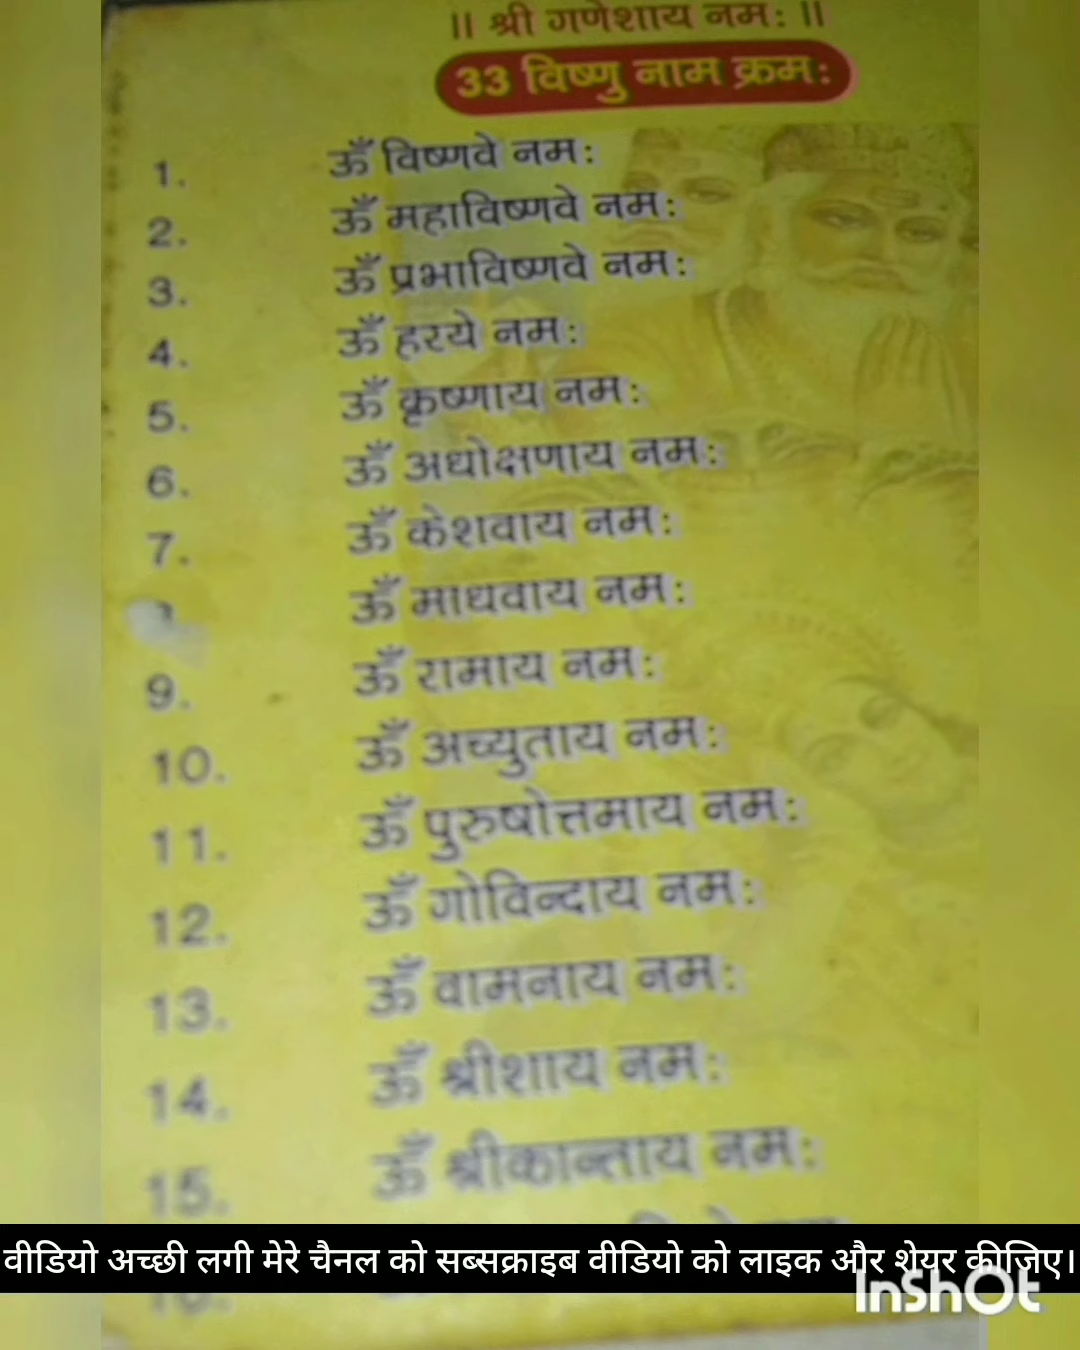 ॥ श्री गणेशाय नम: ॥
33 विष्णु नाम क्रम:
1. ऊँ विष्णवे नम:
2. ऊँ महाविष्णवे नम:
3. ऊँ प्रभाविष्णवे नम:
4. ऊँ हरये नम:
5. ऊँ कृष्णाय नम:
6. ऊँ अधोक्षणाय नम:
7. ऊँ केशवाय नम:
ऊँ माधवाय नम:
9. ऊँ रामाय नम:
10. ऊँ अच्युताय नम:
11. ऊँ पुरुषोत्तमाय नम:
12. ऊँ गोविन्दाय नम:
13. ऊँ वामनाय नम:
14. ऊँ श्रीशाय नम:
15. ऊँ श्रीकान्ताय नम:
वीडियो अच्छी लगी मेरे चैनल को सब्सक्राइब वीडियो को लाइक और शेयर कीजिए।
16.
InShOt